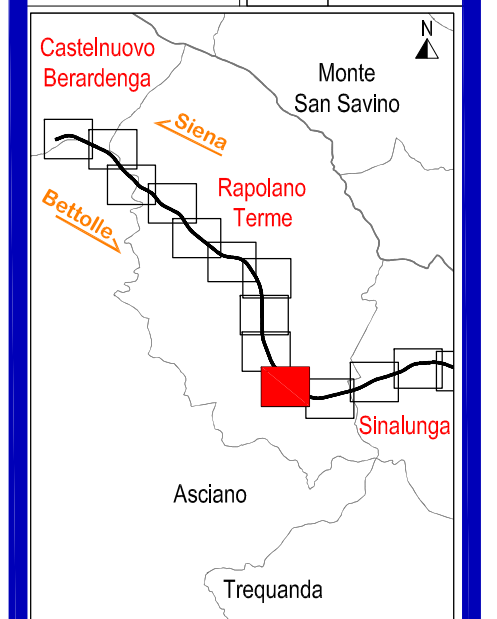 N
Castelnuovo
Berardenga
Monte
San Savino
Siena
Rapolano
Terme
Bettolle
Sinalunga
Asciano
Trequanda